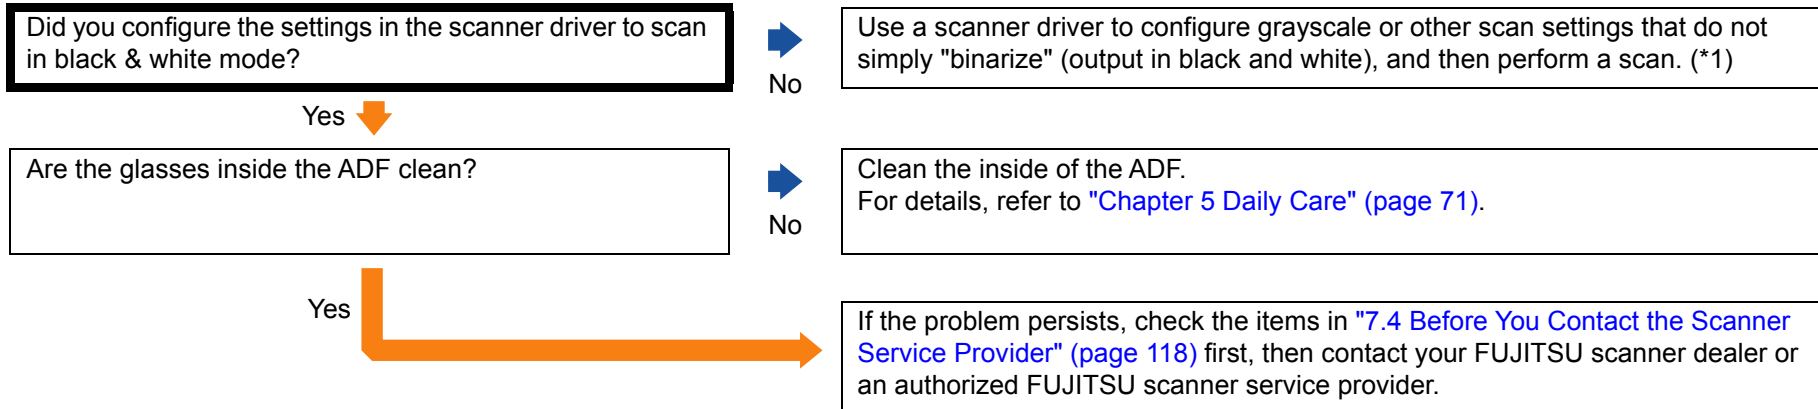 Did you configure the settings in the scanner driver to scan
in black & white mode?
No
Use a scanner driver to configure grayscale or other scan settings that do not
simply "binarize" (output in black and white), and then perform a scan. (*1)
Yes
Are the glasses inside the ADF clean?
No
Clean the inside of the ADF.
For details, refer to "Chapter 5 Daily Care" (page 71).
Yes
If the problem persists, check the items in "7.4 Before You Contact the Scanner
Service Provider" (page 118) first, then contact your FUJITSU scanner dealer or
an authorized FUJITSU scanner service provider.